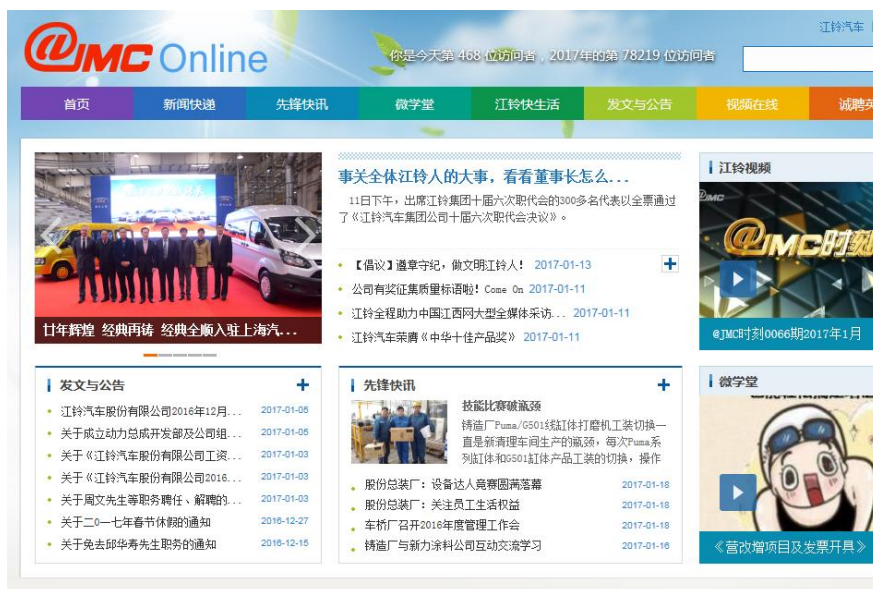 江铃汽车
@JMC Online
你是今天第 468 位访问者，2017年的第 78219 位访问者
首页 新闻快递 先锋快讯 微学堂 江铃快生活 发文与公告 视频在线 诚聘英
事关全体江铃人的大事，看看董事长怎么...
11日下午，出席江铃集团十届六次职代会的300多名代表以全票通过
了《江铃汽车集团公司十届六次职代会决议》。
【倡议】遵章守纪，做文明江铃人！ 2017-01-13
公司有奖征集质量标语啦！Come On 2017-01-11
江铃全程助力中国江西网大型全媒体采访... 2017-01-11
江铃汽车荣膺《中华十佳产品奖》 2017-01-11
廿年辉煌 经典再铸 经典全顺入驻上海汽...
江铃视频
@JMC时刻
@JMC时刻0066期2017年1月
发文与公告
江铃汽车股份有限公司2016年12月... 2017-01-05
关于成立动力总成开发部及公司组... 2017-01-05
关于《江铃汽车股份有限公司工资... 2017-01-03
关于《江铃汽车股份有限公司2016... 2017-01-03
关于周文先生等职务聘任、解聘的... 2017-01-03
关于二0一七年春节休假的通知 2016-12-27
关于免去邱华寿先生职务的通知 2016-12-15
先锋快讯
技能比赛破瓶颈
铸造厂Puma/G501线缸体打磨机工装切换一
直是新清理车间生产的瓶颈，每次Puma系
列缸体和G501缸体产品工装的切换，操作
股份总装厂：设备达人竞赛圆满落幕 2017-01-18
股份总装厂：关注员工生活权益 2017-01-18
车桥厂召开2016年度管理工作会 2017-01-18
铸造厂与新力涂料公司互动交流学习 2017-01-16
微学堂
《营改增项目及发票开具》